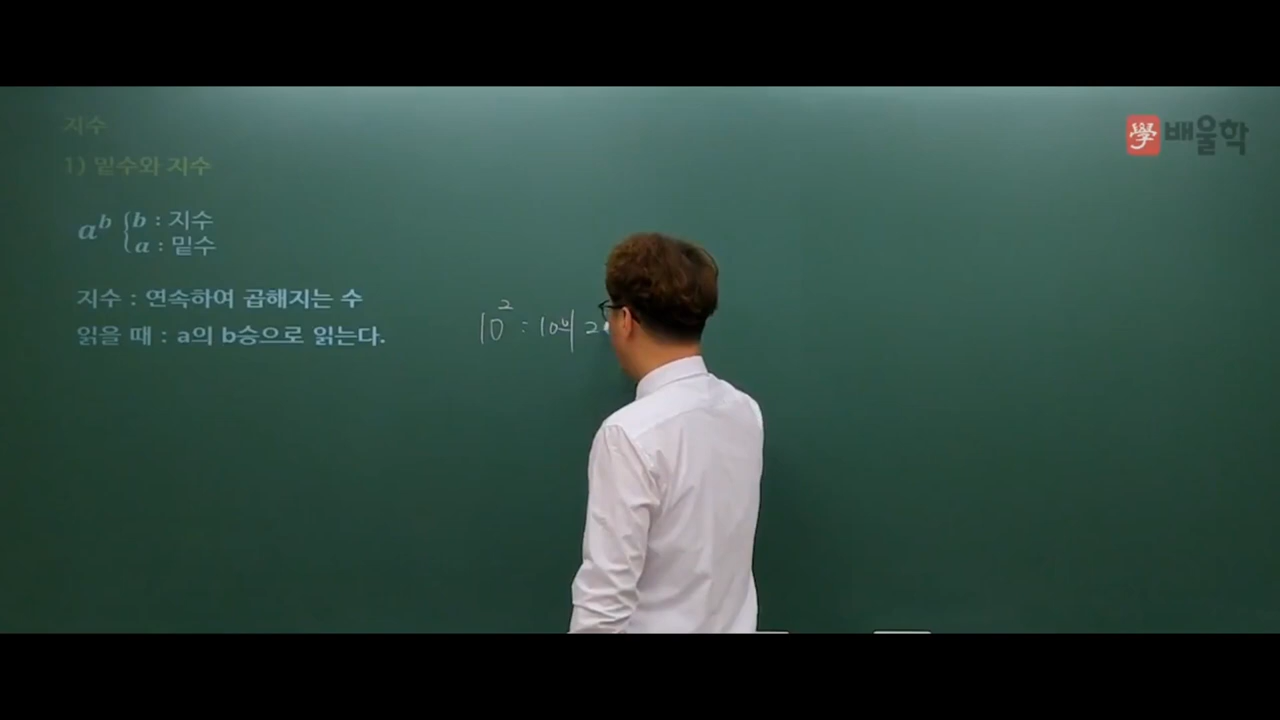 지수
1) 밑수와 지수
a^b { b : 지수
a : 밑수
지수 : 연속하여 곱해지는 수
읽을 때 : a의 b승으로 읽는다.
10² : 10의 2
學 배울학